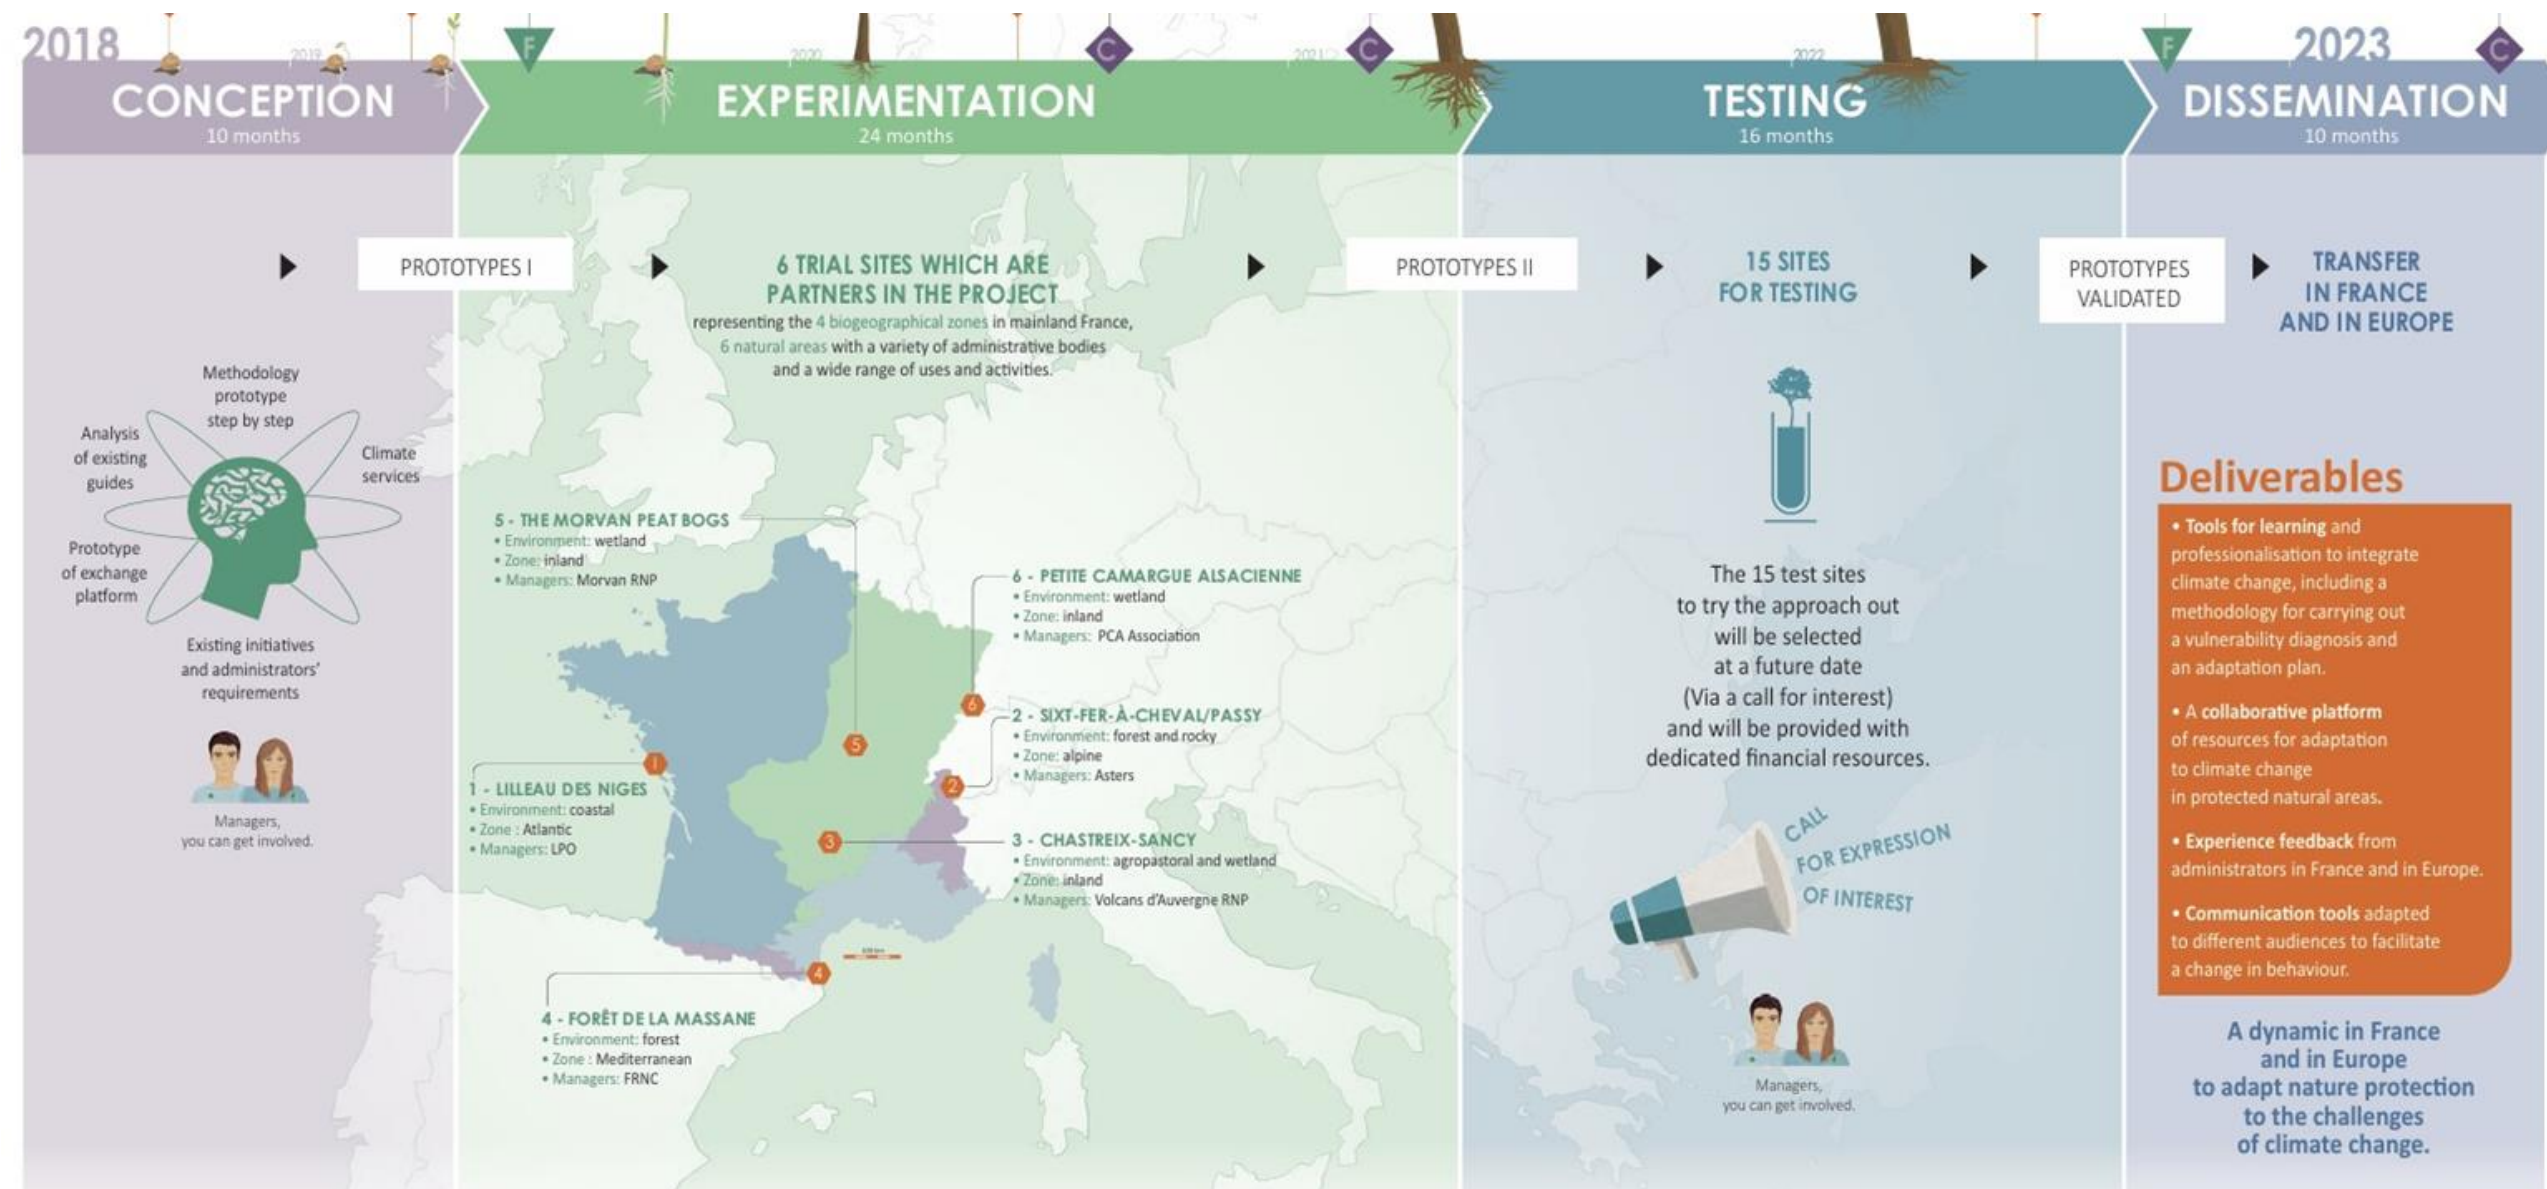 2018
2019
F
2020
C
2021
C
2022
F
2023
C
CONCEPTION
10 months
EXPERIMENTATION
24 months
TESTING
16 months
DISSEMINATION
10 months
PROTOTYPES I
6 TRIAL SITES WHICH ARE
PARTNERS IN THE PROJECT
representing the 4 biogeographical zones in mainland France,
6 natural areas with a variety of administrative bodies
and a wide range of uses and activities.
PROTOTYPES II
15 SITES
FOR TESTING
PROTOTYPES
VALIDATED
TRANSFER
IN FRANCE
AND IN EUROPE
Methodology
prototype
step by step
Analysis
of existing
guides
Climate
services
Prototype
of exchange
platform
Existing initiatives
and administrators'
requirements
Managers,
you can get involved.
5 - THE MORVAN PEAT BOGS
• Environment: wetland
• Zone: inland
• Managers: Morvan RNP
6 - PETITE CAMARGUE ALSACIENNE
• Environment: wetland
• Zone: inland
• Managers: PCA Association
2 - SIXT-FER-À-CHEVAL/PASSY
• Environment: forest and rocky
• Zone: alpine
• Managers: Asters
1 - LILLEAU DES NIGES
• Environment: coastal
• Zone : Atlantic
• Managers: LPO
3 - CHASTREIX-SANCY
• Environment: agropastoral and wetland
• Zone: inland
• Managers: Volcans d'Auvergne RNP
4 - FORÊT DE LA MASSANE
• Environment: forest
• Zone : Mediterranean
• Managers: FRNC
6
5
1
2
3
4
The 15 test sites
to try the approach out
will be selected
at a future date
(Via a call for interest)
and will be provided with
dedicated financial resources.
CALL
FOR EXPRESSION
OF INTEREST
Managers,
you can get involved.
Deliverables
• Tools for learning and
professionalisation to integrate
climate change, including a
methodology for carrying out
a vulnerability diagnosis and
an adaptation plan.
• A collaborative platform
of resources for adaptation
to climate change
in protected natural areas.
• Experience feedback from
administrators in France and in Europe.
• Communication tools adapted
to different audiences to facilitate
a change in behaviour.
A dynamic in France
and in Europe
to adapt nature protection
to the challenges
of climate change.